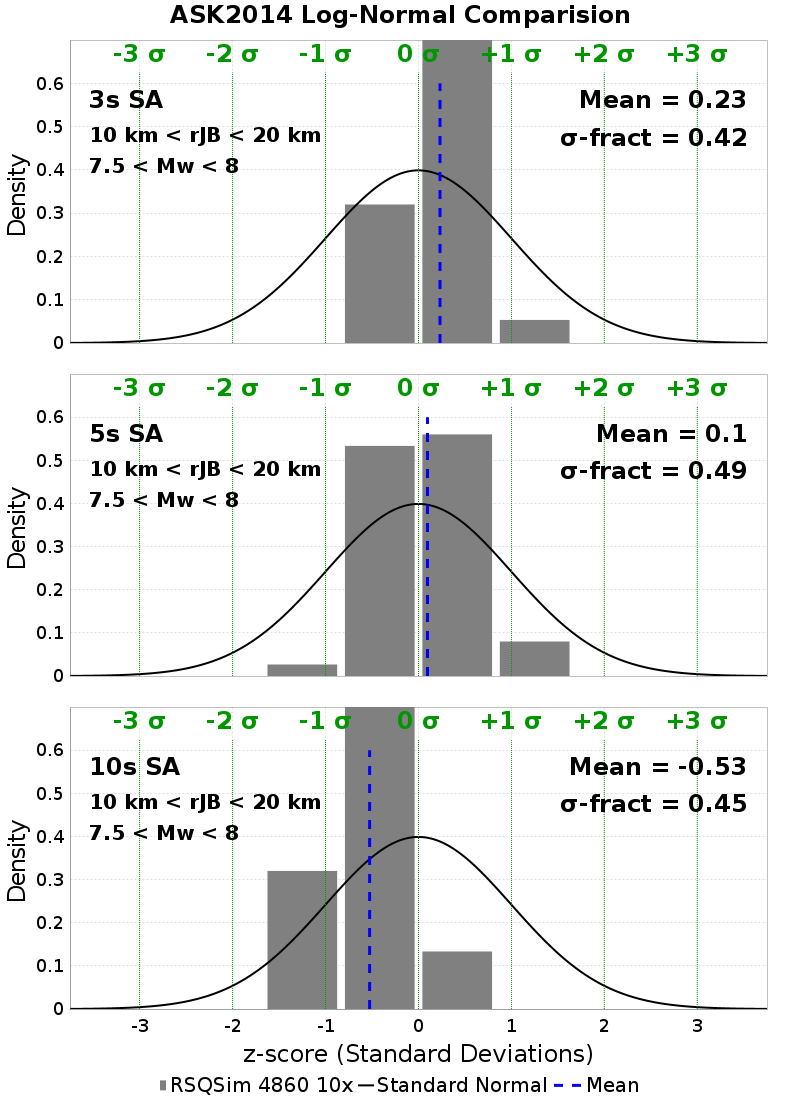 ASK2014 Log-Normal Comparision
-3 σ -2 σ -1 σ 0 σ +1 σ +2 σ +3 σ
0.6
0.5
0.4
0.3
0.2
0.1
0
Density
3s SA
10 km < rJB < 20 km
7.5 < Mw < 8
Mean = 0.23
σ-fract = 0.42
-3 σ -2 σ -1 σ 0 σ +1 σ +2 σ +3 σ
0.6
0.5
0.4
0.3
0.2
0.1
0
Density
5s SA
10 km < rJB < 20 km
7.5 < Mw < 8
Mean = 0.1
σ-fract = 0.49
-3 σ -2 σ -1 σ 0 σ +1 σ +2 σ +3 σ
0.6
0.5
0.4
0.3
0.2
0.1
0
Density
10s SA
10 km < rJB < 20 km
7.5 < Mw < 8
Mean = -0.53
σ-fract = 0.45
-3 -2 -1 0 1 2 3
z-score (Standard Deviations)
RSQSim 4860 10x Standard Normal Mean